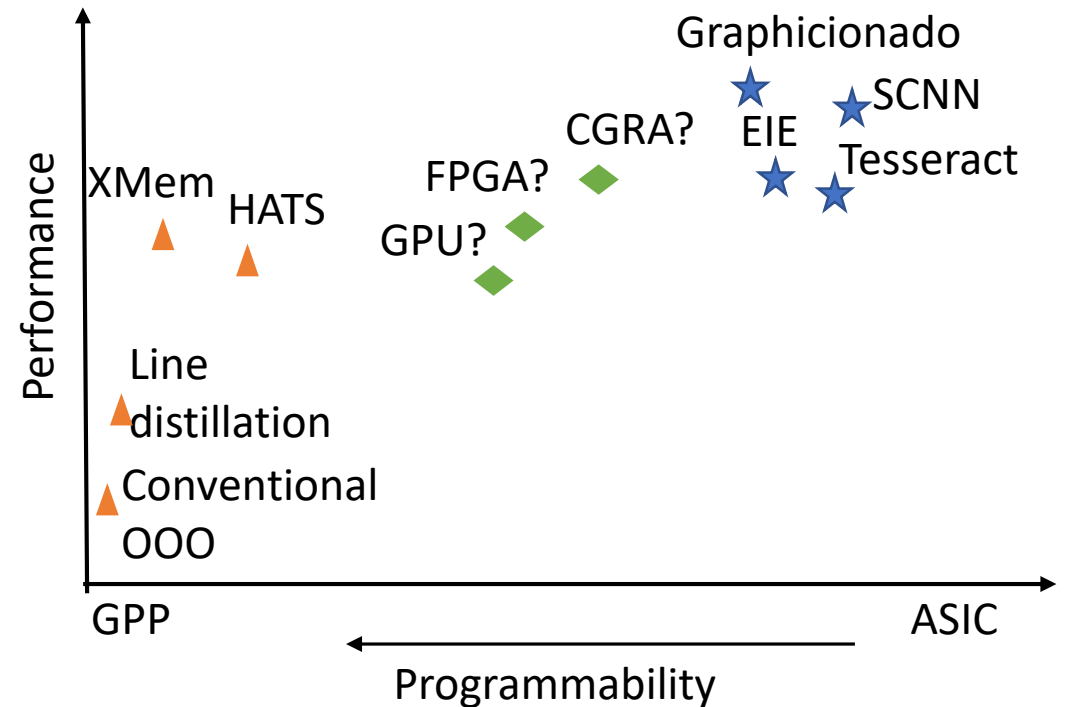 Graphicionado
SCNN
CGRA?
EIE
Tesseract
FPGA?
XMem
HATS
GPU?
Performance
Line
distillation
Conventional
OOO
GPP
ASIC
Programmability